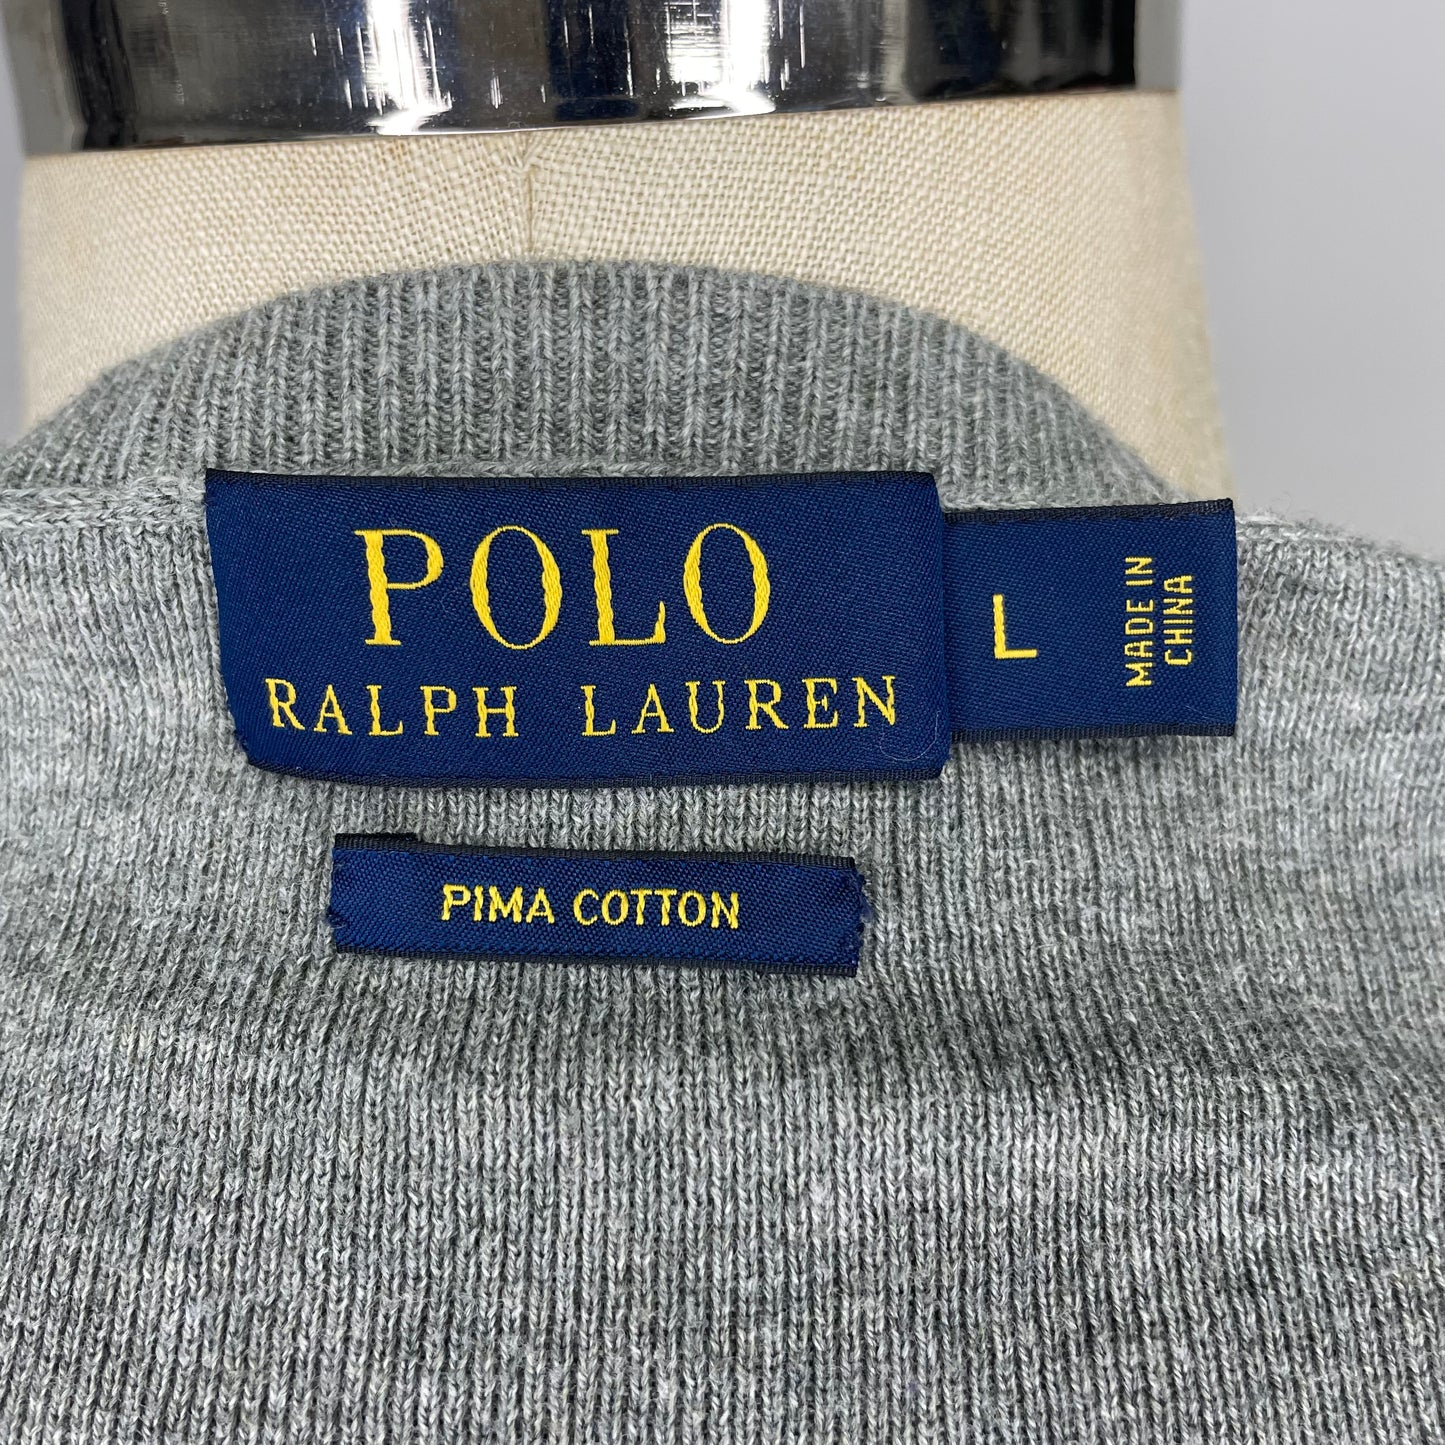 POLO
RALPH LAUREN
L
MADE IN
CHINA
PIMA COTTON